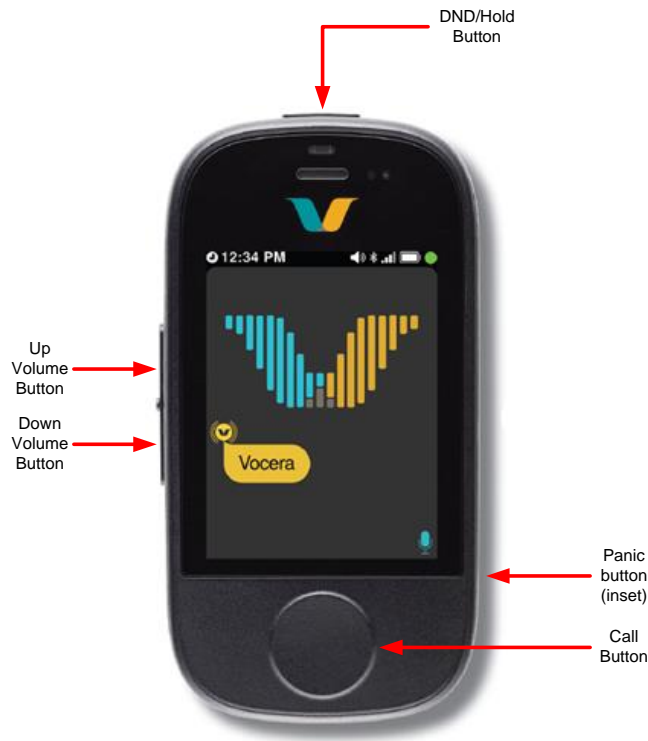 DND/Hold
Button
12:34 PM
Up
Volume
Button
Down
Volume
Button
Vocera
Panic
button
(inset)
Call
Button